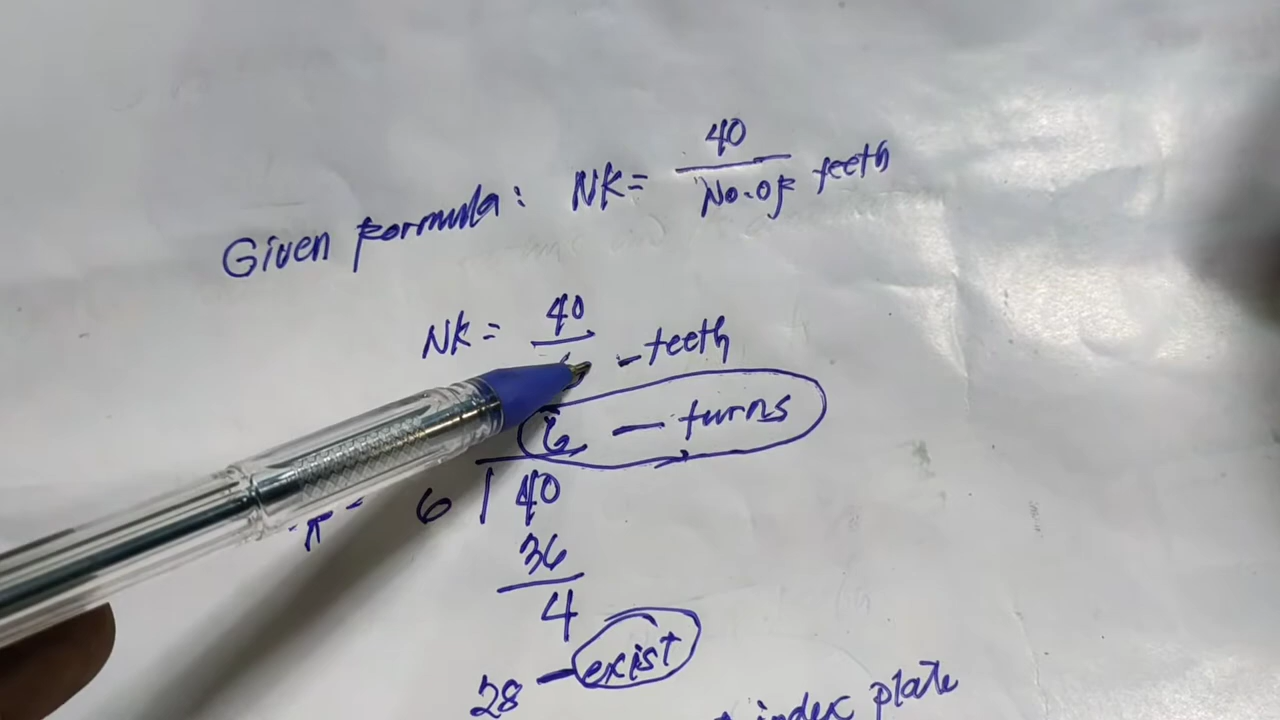 40
Given formula: NK= No. of teeth
40
NK = - teeth
6 - turns
6 40
36
4
28 - exist
index plate